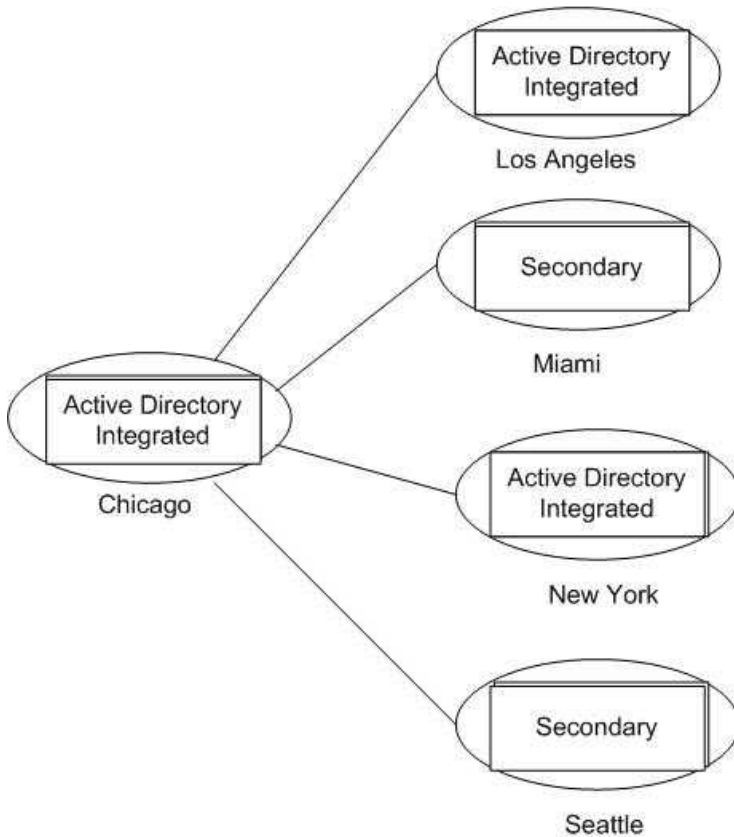 Active Directory
Integrated
Los Angeles
Secondary
Miami
Active Directory
Integrated
Chicago
Active Directory
Integrated
New York
Secondary
Seattle